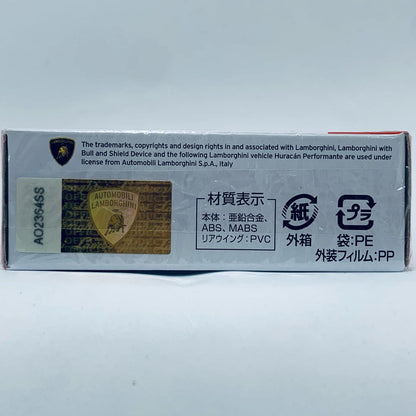 The trademarks, copyrights and design rights in and associated with Lamborghini, Lamborghini with
Bull and Shield Device and the following Lamborghini vehicle Huracán Performante are used under
license from Automobili Lamborghini S.p.A., Italy
AO2364SS
AUTOMOBILI
LAMBORGHINI
材質表示
本体：亜鉛合金、
ABS、MABS
リアウイング：PVC
紙
外箱
プラ
袋：PE
外装フィルム：PP